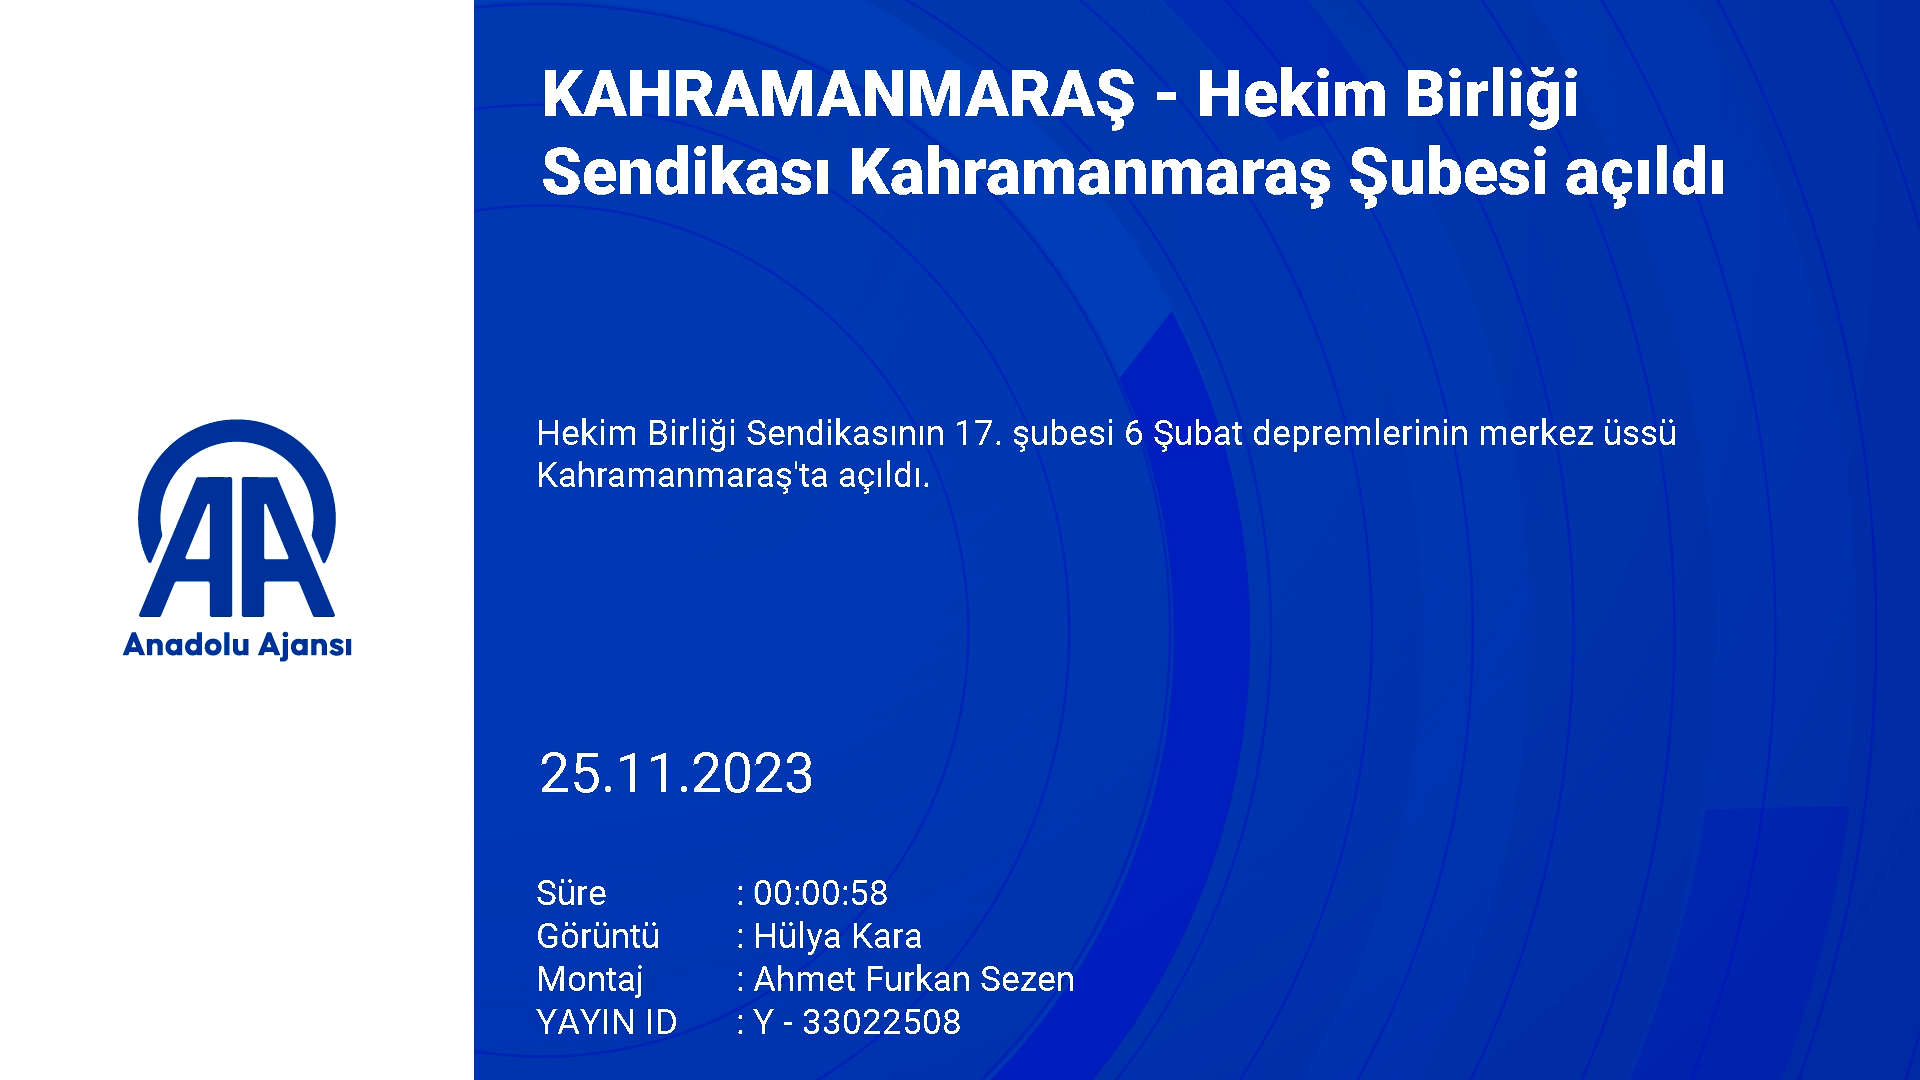 KAHRAMANMARAŞ - Hekim Birliği
Sendikası Kahramanmaraş Şubesi açıldı
Hekim Birliği Sendikasının 17. şubesi 6 Şubat depremlerinin merkez üssü
Kahramanmaraş'ta açıldı.
AA
Anadolu Ajansı
25.11.2023
Süre : 00:00:58
Görüntü : Hülya Kara
Montaj : Ahmet Furkan Sezen
YAYIN ID : Y - 33022508